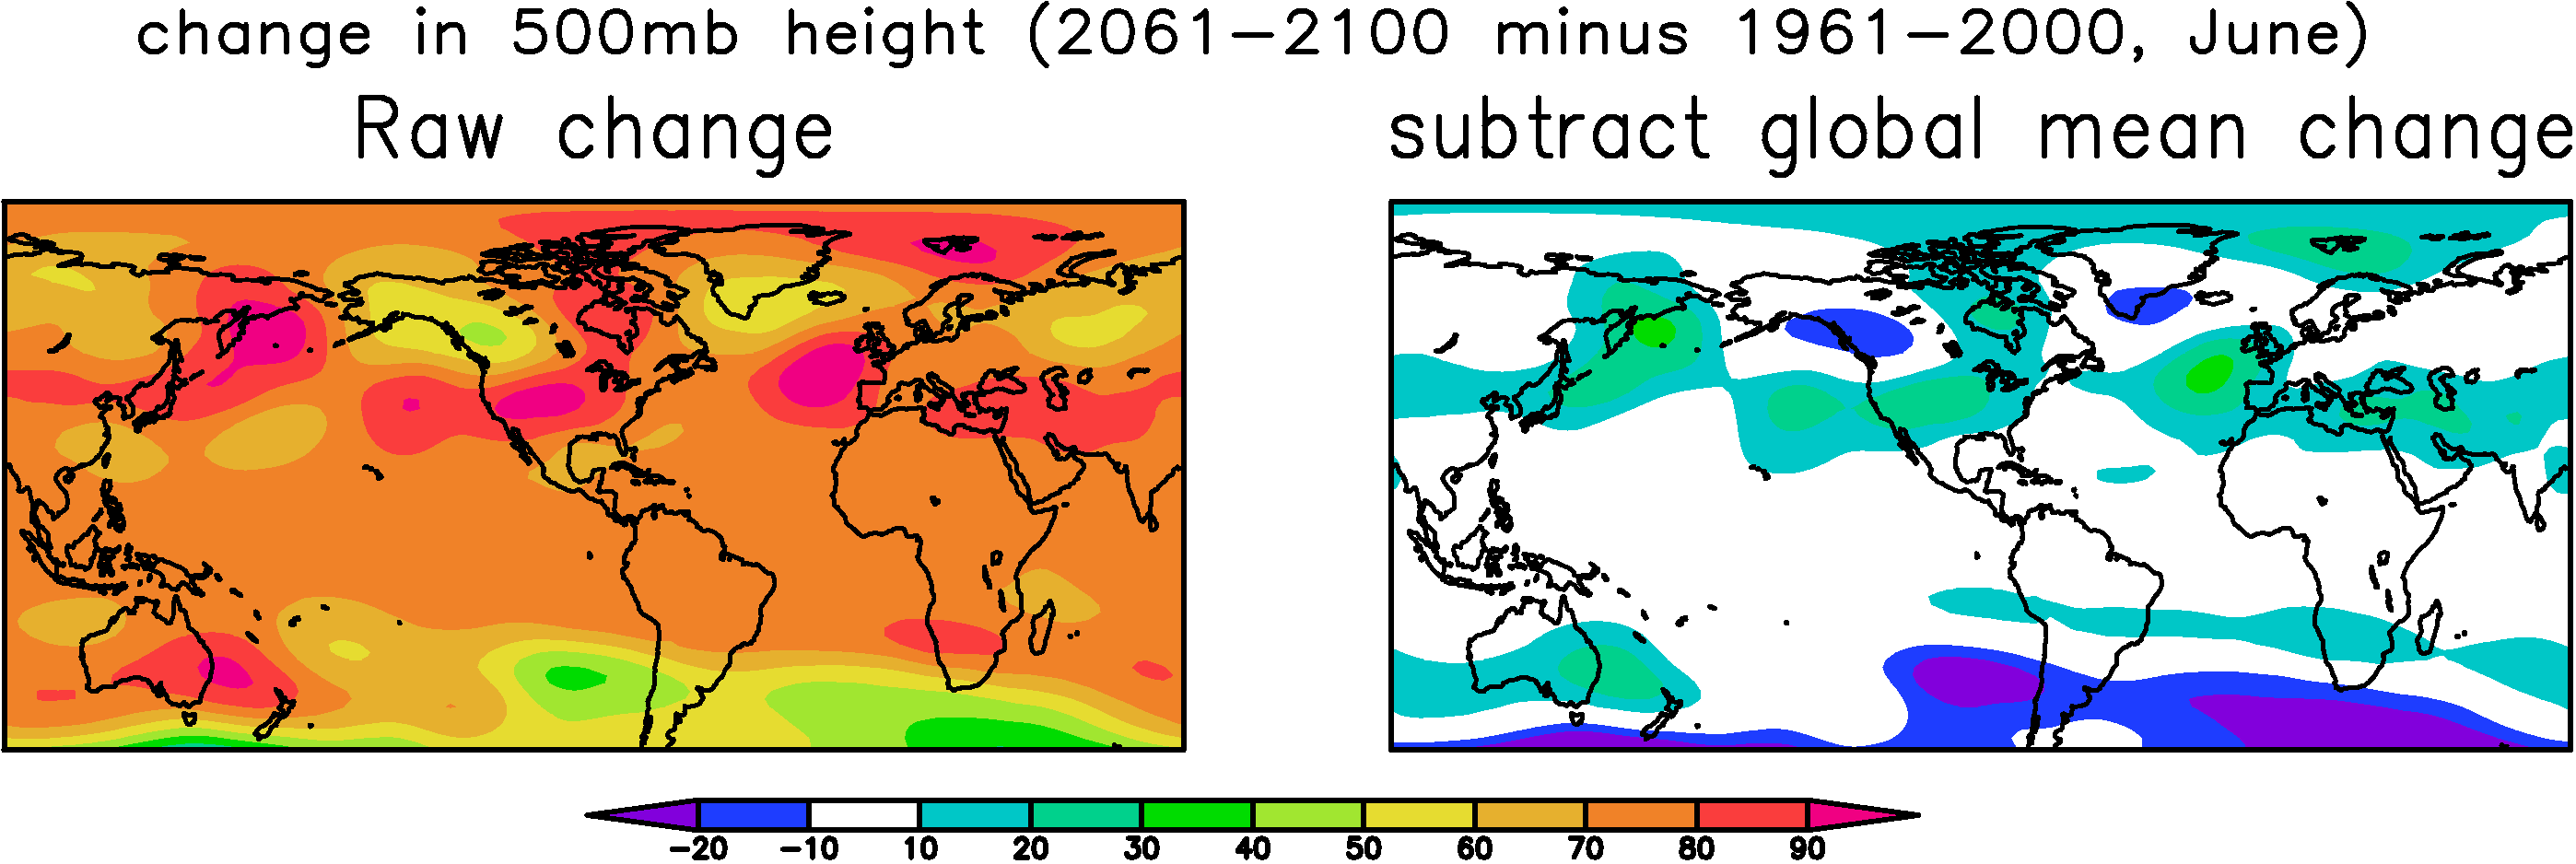 change in 500mb height (2061-2100 minus 1961-2000, June)
Raw change
subtract global mean change
-20 -10 10 20 30 40 50 60 70 80 90